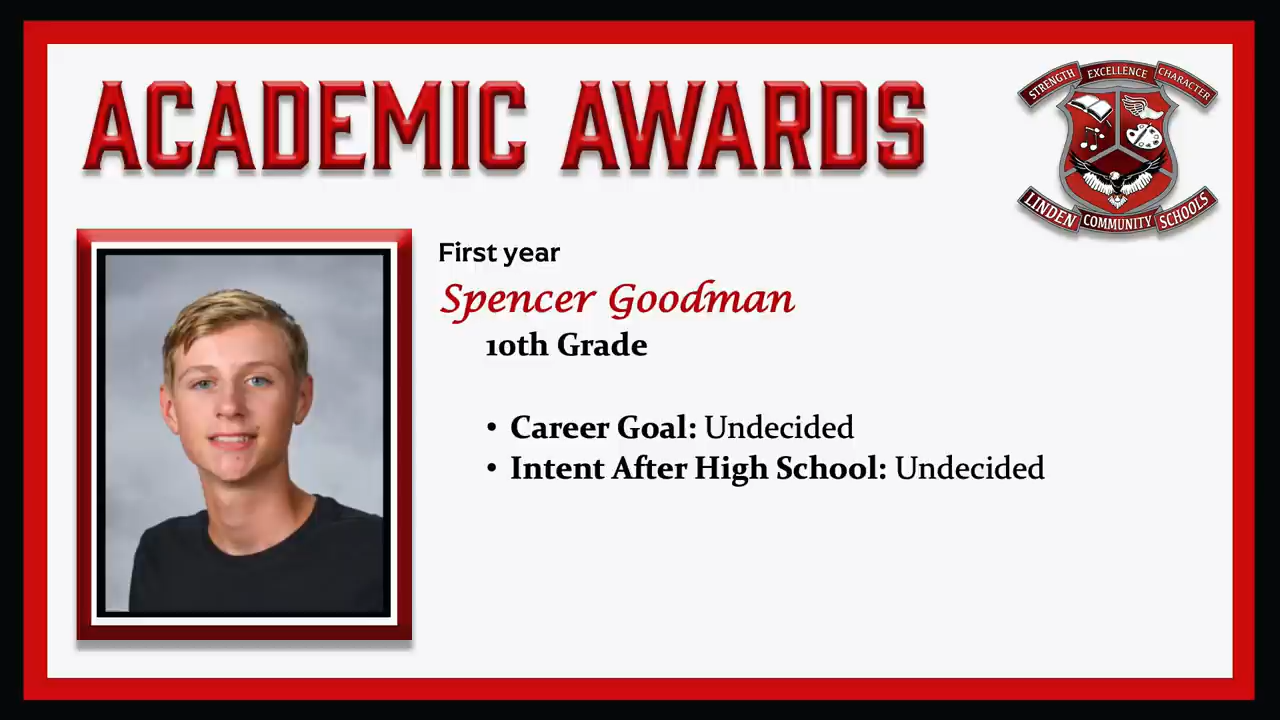 ACADEMIC AWARDS
STRENGTH EXCELLENCE CHARACTER
LINDEN COMMUNITY SCHOOLS
First year
Spencer Goodman
10th Grade
• Career Goal: Undecided
• Intent After High School: Undecided